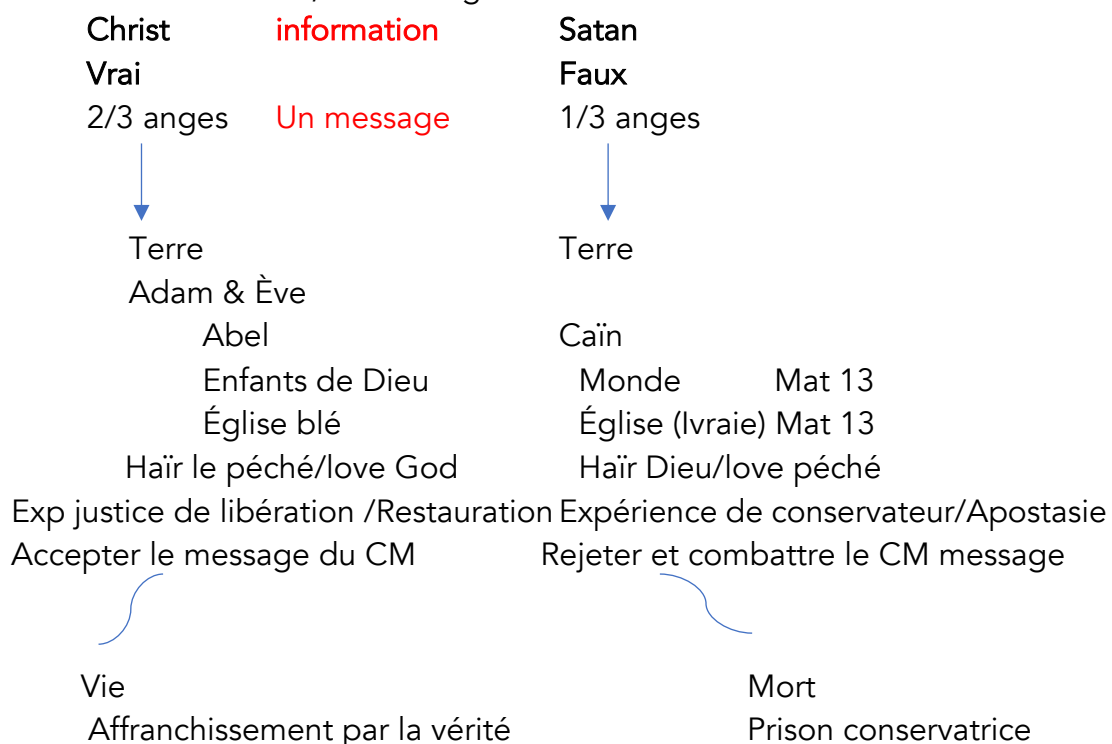 Christ information Satan
Vrai Faux
2/3 anges Un message 1/3 anges
Terre Terre
Adam & Ève
Abel Caïn
Enfants de Dieu Monde Mat 13
Église blé Église (Ivraie) Mat 13
Haïr le péché/love God Haïr Dieu/love péché
Exp justice de libération /Restauration Expérience de conservateur/Apostasie
Accepter le message du CM Rejeter et combattre le CM message
Vie Mort
Affranchissement par la vérité Prison conservatrice